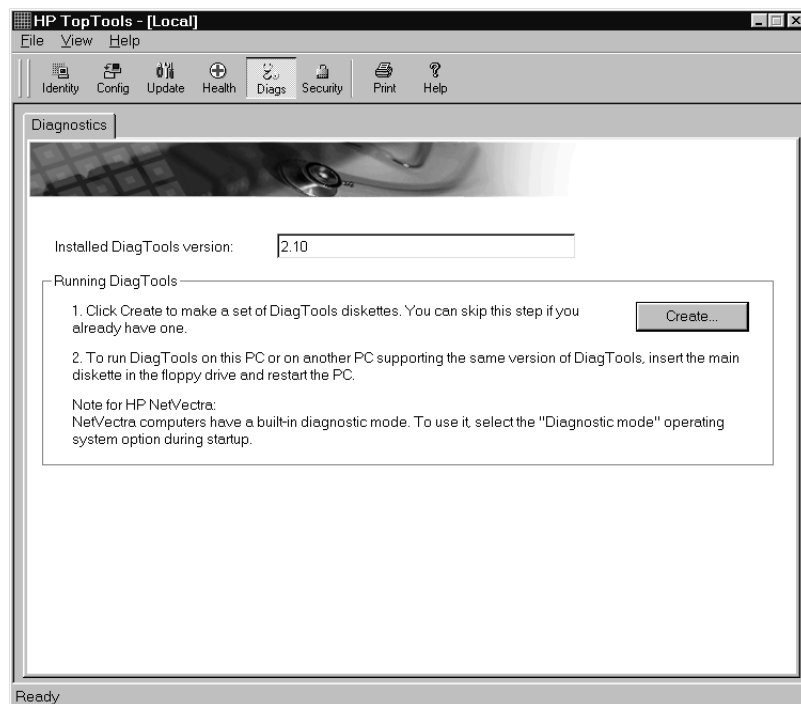 HP TopTools - [Local]
File View Help
Identity Config Update Health Diags Security Print Help
Diagnostics
Installed DiagTools version: 2.10
Running DiagTools
1. Click Create to make a set of DiagTools diskettes. You can skip this step if you
already have one.
Create...
2. To run DiagTools on this PC or on another PC supporting the same version of DiagTools, insert the main
diskette in the floppy drive and restart the PC.
Note for HP NetVectra:
NetVectra computers have a built-in diagnostic mode. To use it, select the "Diagnostic mode" operating
system option during startup.
Ready